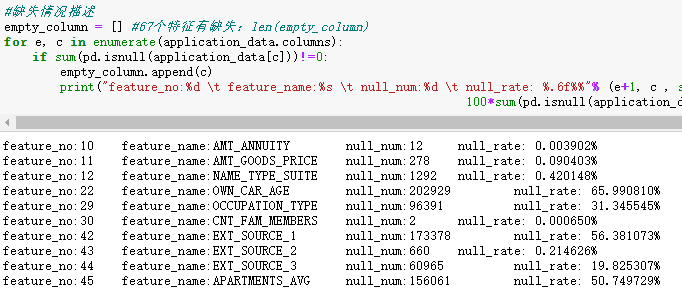 #缺失情况描述
empty_column = [] #67个特征有缺失：len(empty_column)
for e, c in enumerate(application_data.columns):
    if sum(pd.isnull(application_data[c]))!=0:
        empty_column.append(c)
        print("feature_no:%d \t feature_name:%s \t null_num:%d \t null_rate: %.6f%%"% (e+1, c , s
100*sum(pd.isnull(application_d
feature_no:10 feature_name:AMT_ANNUITY null_num:12 null_rate: 0.003902%
feature_no:11 feature_name:AMT_GOODS_PRICE null_num:278 null_rate: 0.090403%
feature_no:12 feature_name:NAME_TYPE_SUITE null_num:1292 null_rate: 0.420148%
feature_no:22 feature_name:OWN_CAR_AGE null_num:202929 null_rate: 65.990810%
feature_no:29 feature_name:OCCUPATION_TYPE null_num:96391 null_rate: 31.345545%
feature_no:30 feature_name:CNT_FAM_MEMBERS null_num:2 null_rate: 0.000650%
feature_no:42 feature_name:EXT_SOURCE_1 null_num:173378 null_rate: 56.381073%
feature_no:43 feature_name:EXT_SOURCE_2 null_num:660 null_rate: 0.214626%
feature_no:44 feature_name:EXT_SOURCE_3 null_num:60965 null_rate: 19.825307%
feature_no:45 feature_name:APARTMENTS_AVG null_num:156061 null_rate: 50.749729%